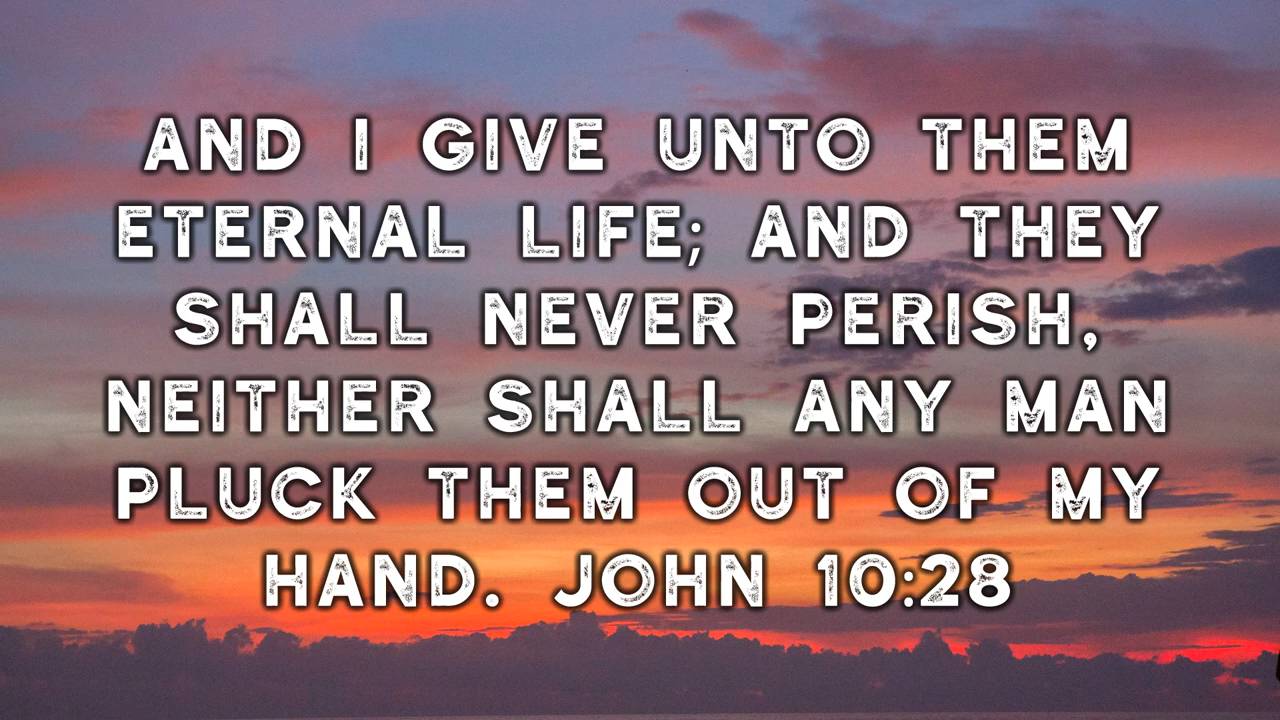 AND I GIVE UNTO THEM
ETERNAL LIFE; AND THEY
SHALL NEVER PERISH,
NEITHER SHALL ANY MAN
PLUCK THEM OUT OF MY
HAND. JOHN 10:28